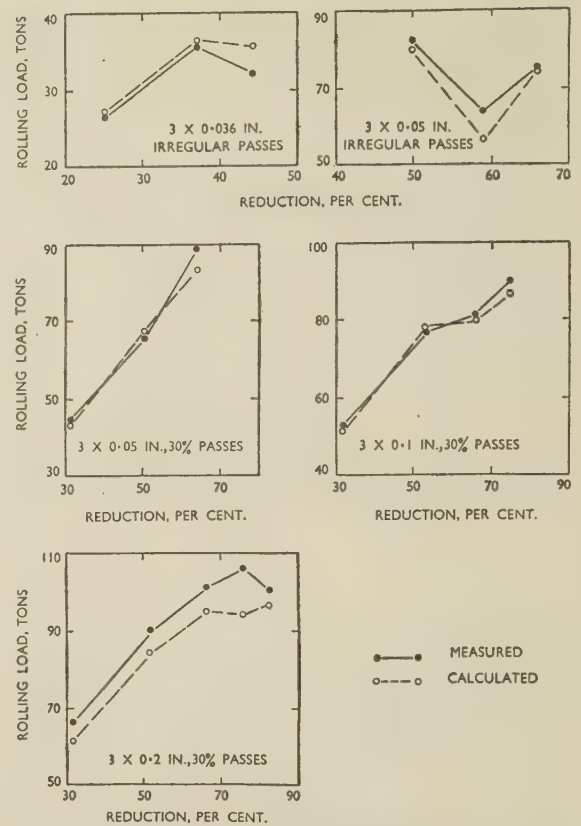 ROLLING LOAD, TONS
40
30
20
20
30
40
50
3 X 0·036 IN.
IRREGULAR PASSES
80
70
50
40
50
60
70
3 X 0·05 IN.
IRREGULAR PASSES
REDUCTION, PER CENT.
ROLLING LOAD, TONS
90
70
50
30
30
50
70
3 X 0·05 IN.,30% PASSES
REDUCTION, PER CENT.
100
80
60
40
30
50
70
90
3 X 0·1 IN.,30% PASSES
REDUCTION, PER CENT.
ROLLING LOAD, TONS
110
90
70
50
30
50
70
90
3 X 0·2 IN.,30% PASSES
REDUCTION, PER CENT.
MEASURED
CALCULATED